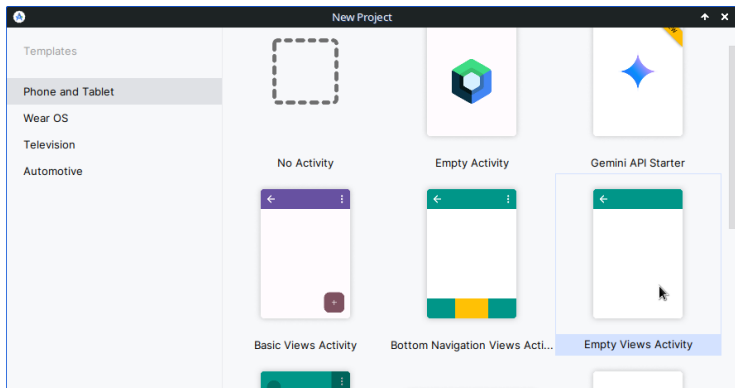 New Project
Templates
Phone and Tablet
Wear OS
Television
Automotive
No Activity
Empty Activity
Gemini API Starter
Basic Views Activity
Bottom Navigation Views Acti...
Empty Views Activity